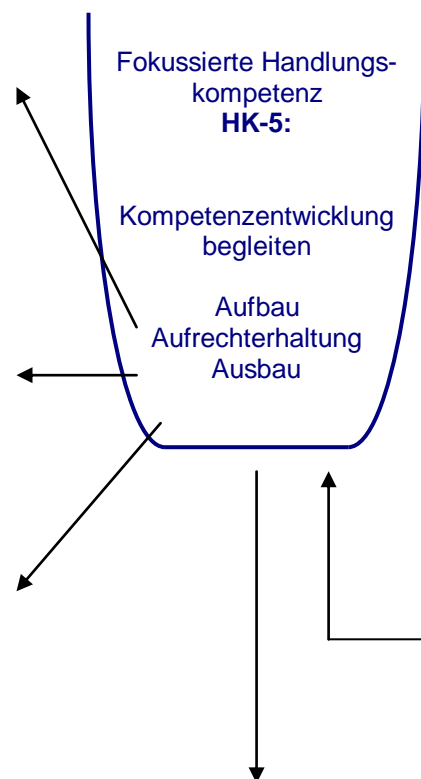 Fokussierte Handlungs-
kompetenz
HK-5:
Kompetenzentwicklung
begleiten
Aufbau
Aufrechterhaltung
Ausbau